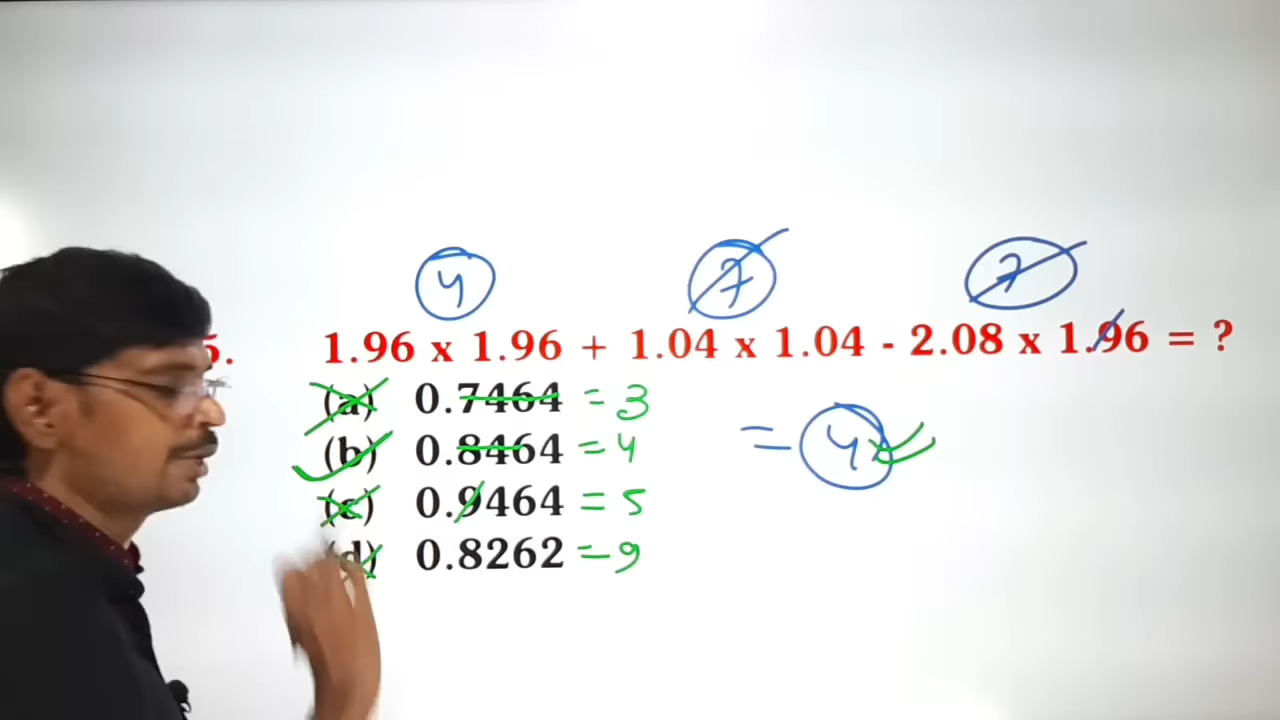 4 7 7
5. 1.96 x 1.96 + 1.04 x 1.04 - 2.08 x 1.96 = ?
(a) 0.7464 = 3
(b) 0.8464 = 4 = 4
(c) 0.9464 = 5
(d) 0.8262 = 9